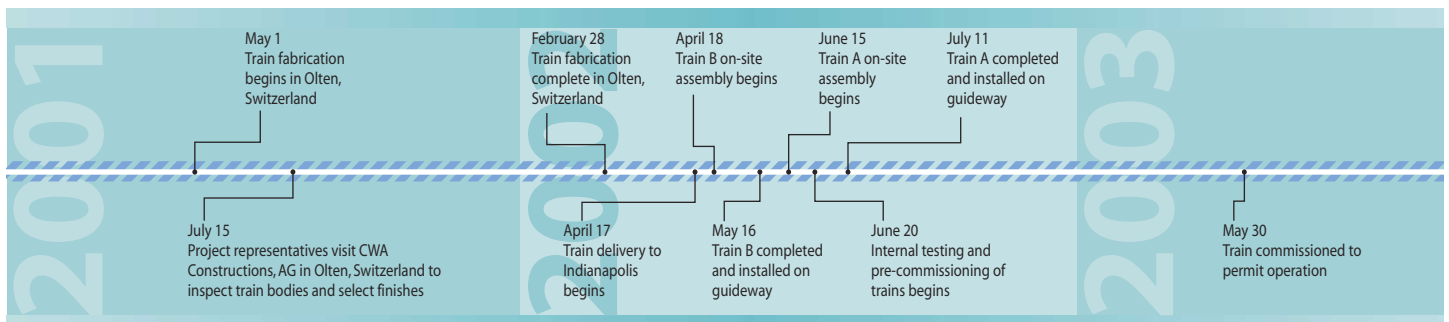 2001
May 1
Train fabrication
begins in Olten,
Switzerland
July 15
Project representatives visit CWA
Constructions, AG in Olten, Switzerland to
inspect train bodies and select finishes
2002
February 28
Train fabrication
complete in Olten,
Switzerland
April 17
Train delivery to
Indianapolis
begins
April 18
Train B on-site
assembly begins
May 16
Train B completed
and installed on
guideway
June 15
Train A on-site
assembly
begins
June 20
Internal testing and
pre-commissioning of
trains begins
July 11
Train A completed
and installed on
guideway
2003
May 30
Train commissioned to
permit operation